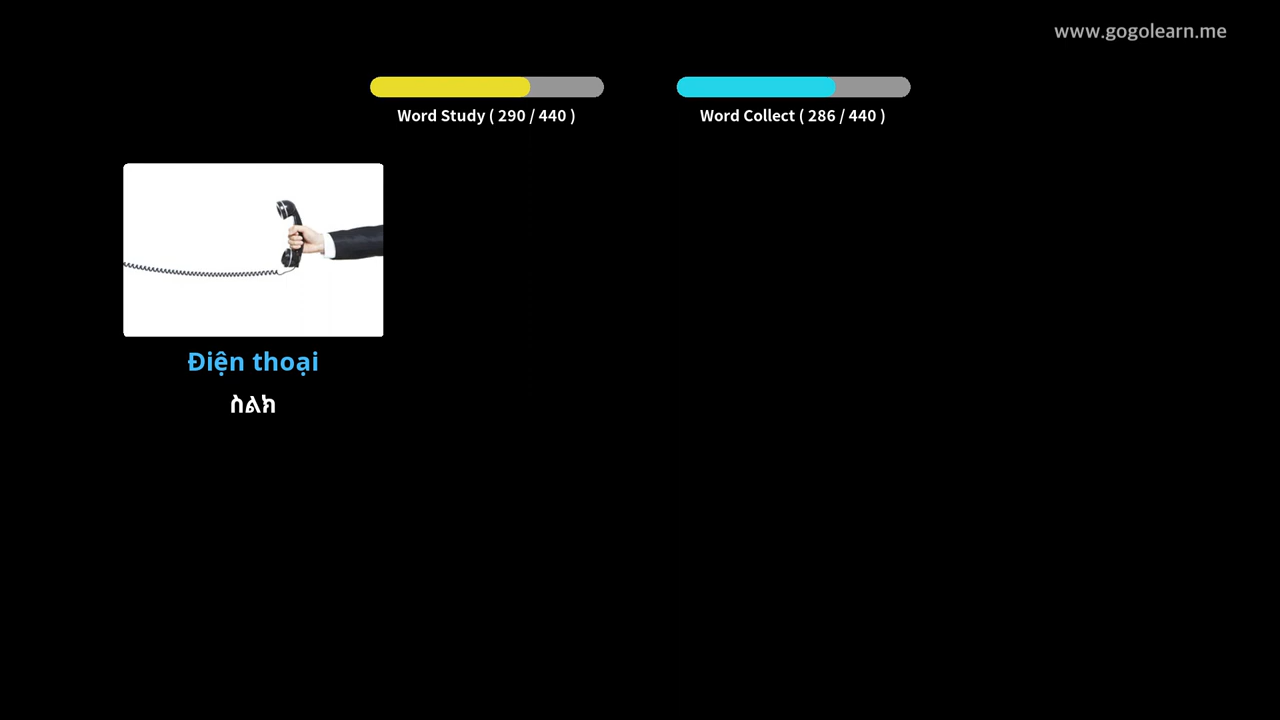 www.gogolearn.me
Word Study ( 290 / 440 )
Word Collect ( 286 / 440 )
Điện thoại
ስልክ